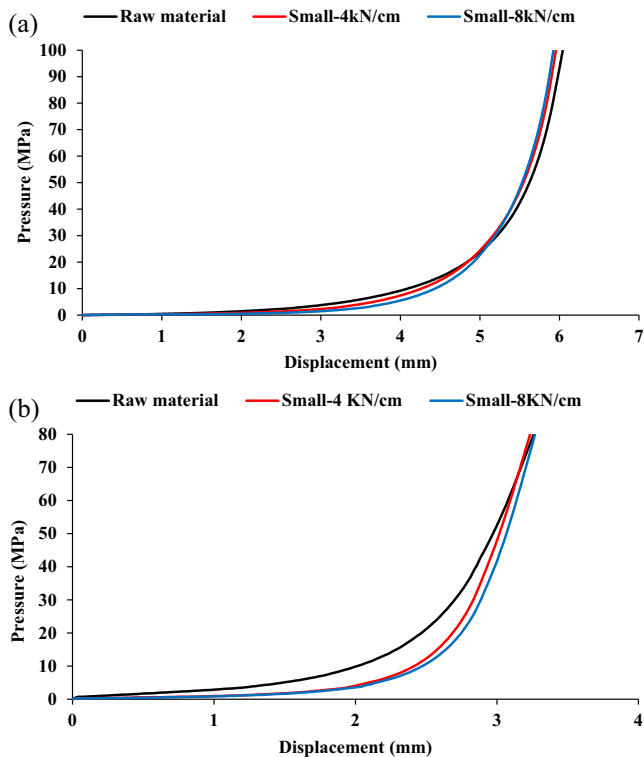 (a)
Raw material Small-4kN/cm Small-8kN/cm
100
90
80
70
60
50
40
30
20
10
0
Pressure (MPa)
0 1 2 3 4 5 6 7
Displacement (mm)
(b)
Raw material Small-4 KN/cm Small-8KN/cm
80
70
60
50
40
30
20
10
0
Pressure (MPa)
0 1 2 3 4
Displacement (mm)